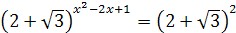 (2 + √3)^{x² − 2x + 1} = (2 + √3)²